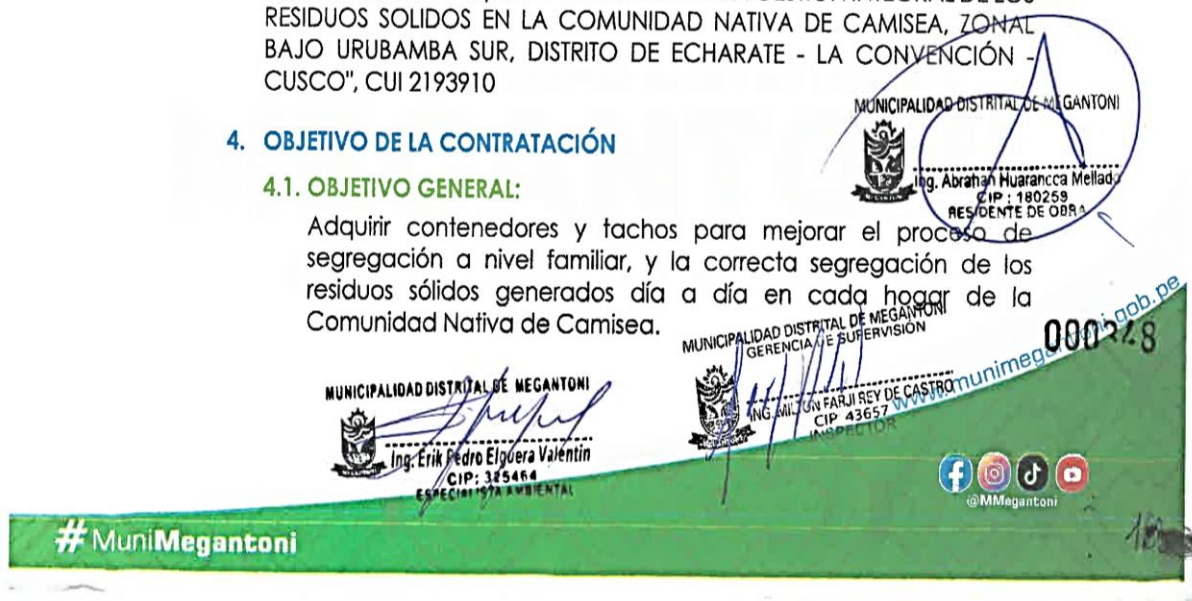 INTEGRAL DE LOS
RESIDUOS SOLIDOS EN LA COMUNIDAD NATIVA DE CAMISEA, ZONAL
BAJO URUBAMBA SUR, DISTRITO DE ECHARATE - LA CONVENCIÓN -
CUSCO", CUI 2193910
MUNICIPALIDAD DISTRITAL DE MEGANTONI
Ing. Abrahan Huarancca Mellado
CIP : 180259
RESIDENTE DE OBRA
4. OBJETIVO DE LA CONTRATACIÓN
4.1. OBJETIVO GENERAL:
Adquirir contenedores y tachos para mejorar el proceso de
segregación a nivel familiar, y la correcta segregación de los
residuos sólidos generados día a día en cada hogar de la
Comunidad Nativa de Camisea.
MUNICIPALIDAD DISTRITAL DE MEGANTONI
GERENCIA DE SUPERVISIÓN
ING. MILTON FARJI REY DE CASTRO
CIP 43657
INSPECTOR
www.munimegantoni.gob.pe
MUNICIPALIDAD DISTRITAL DE MEGANTONI
Ing. Erik Pedro Elguera Valentin
CIP: 325464
ESPECIALISTA AMBIENTAL
@MMegantoni
#MuniMegantoni